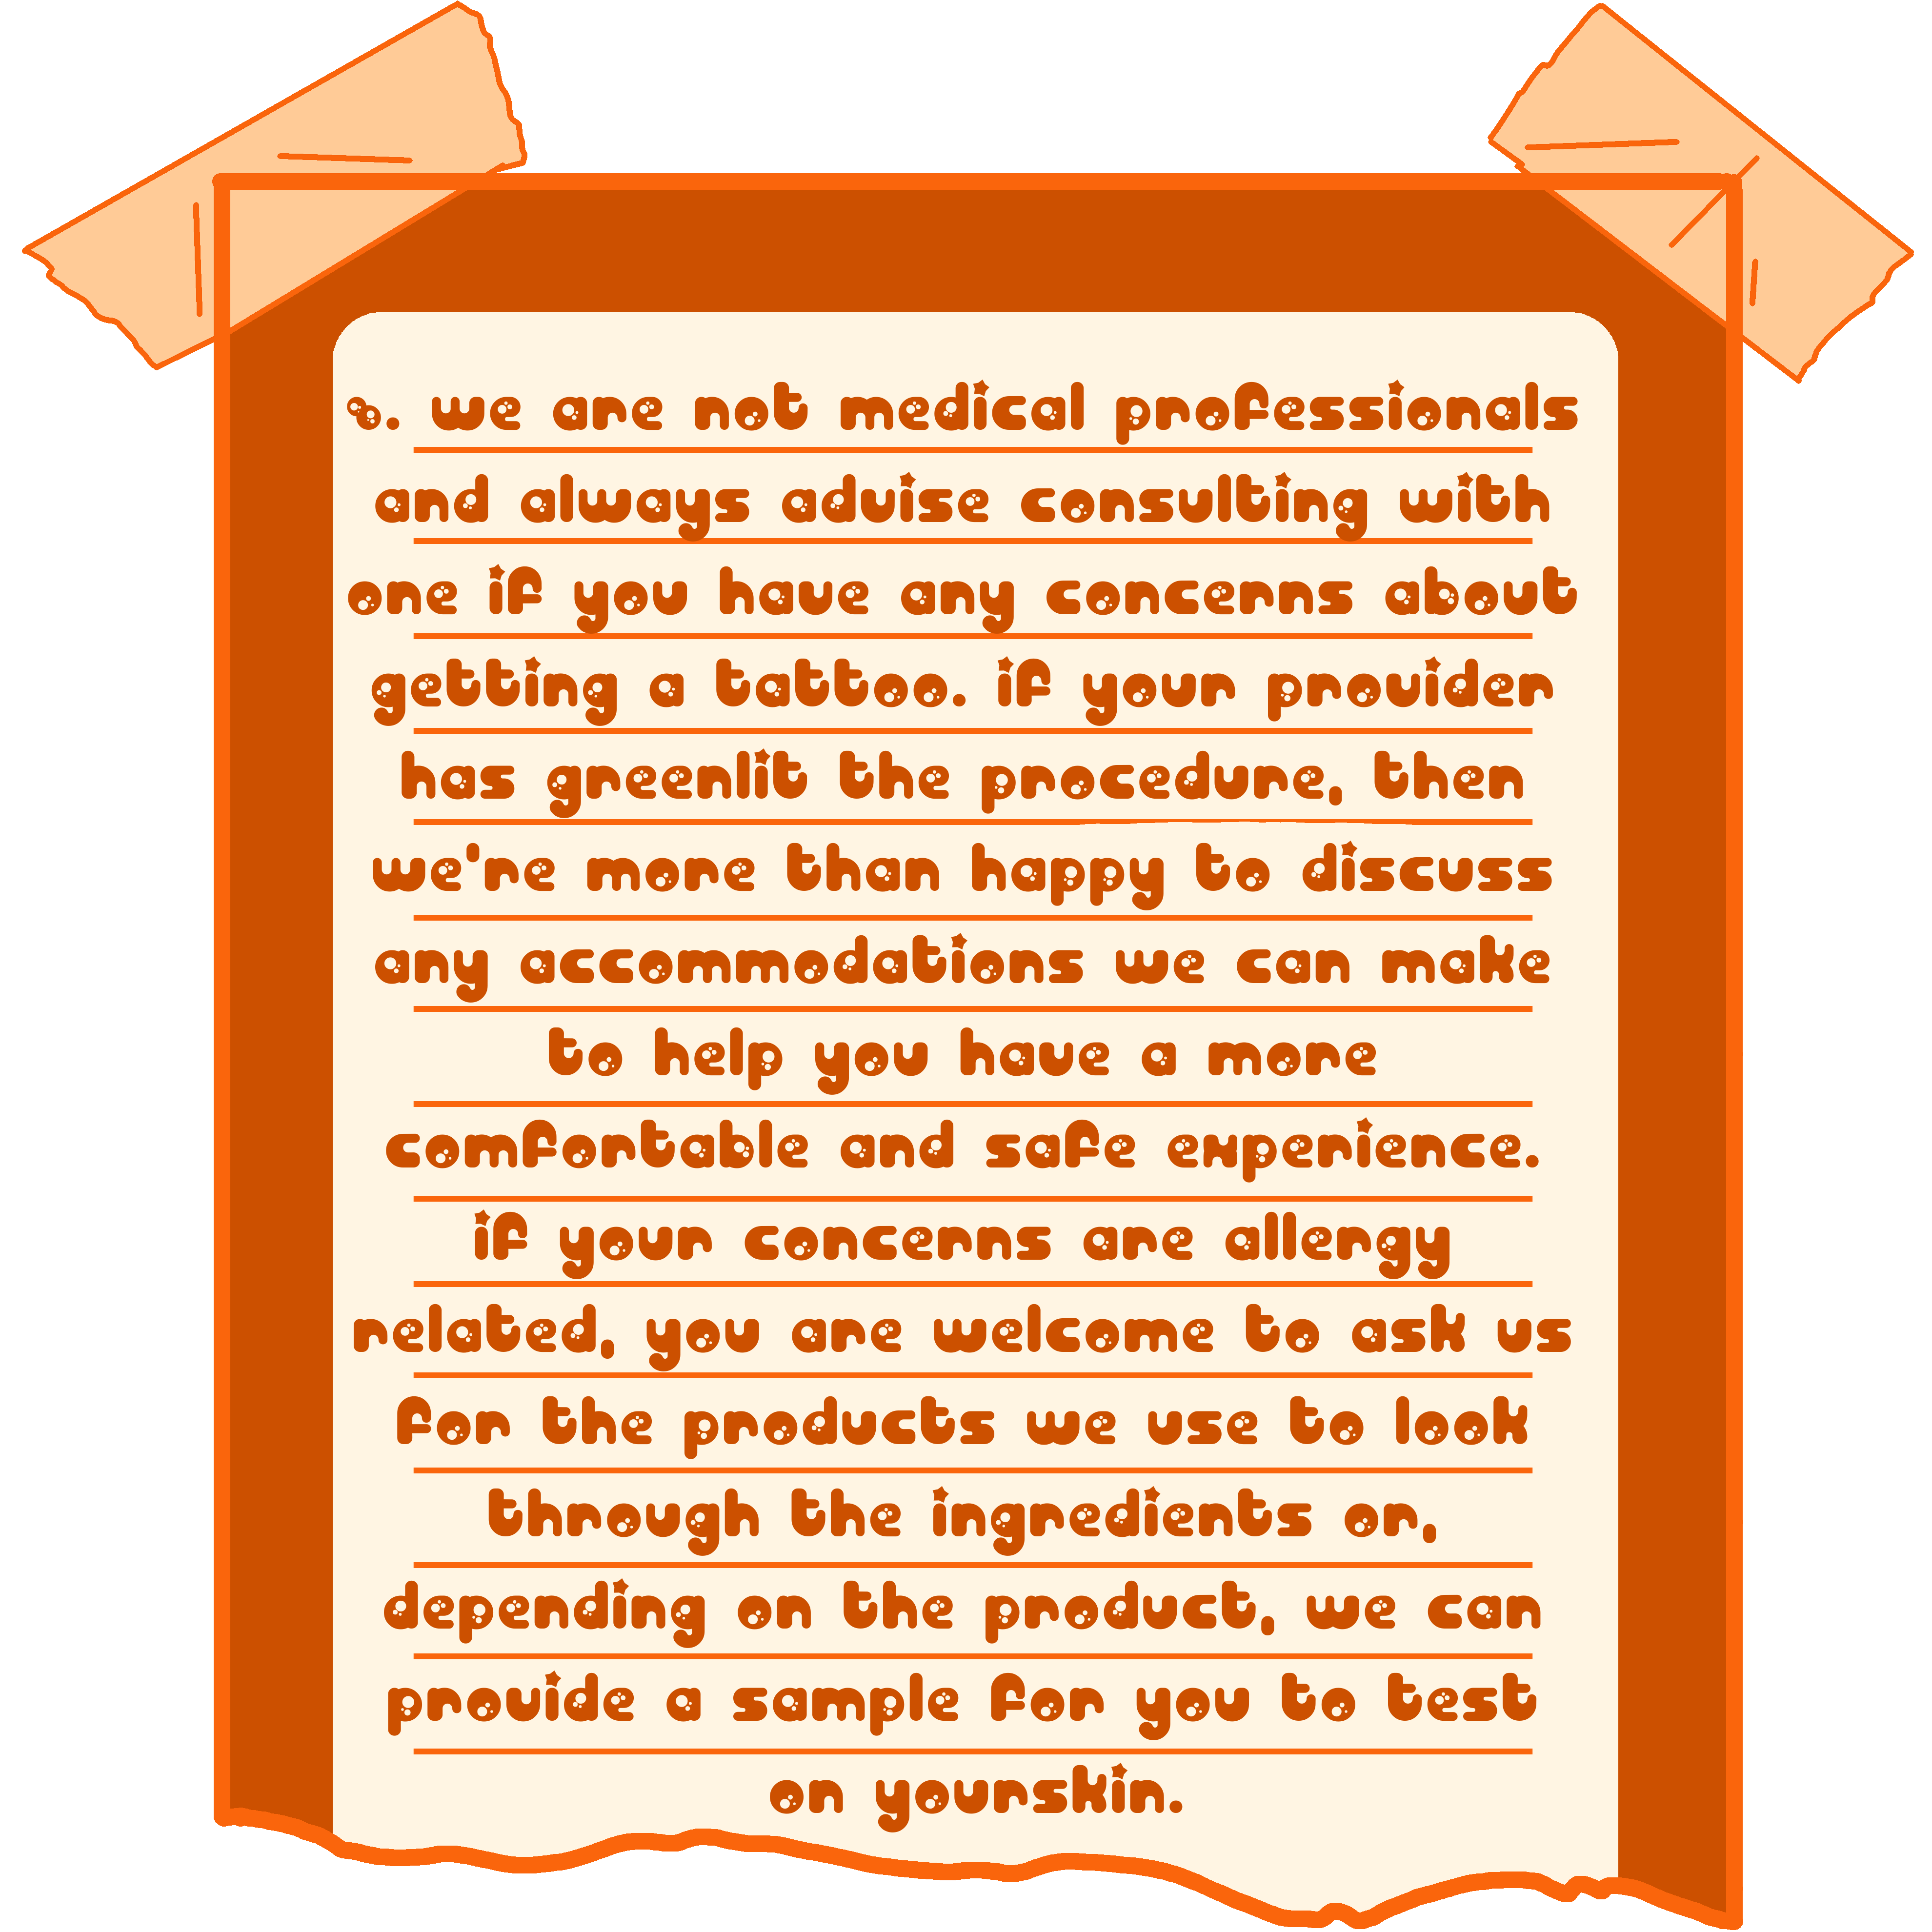 we are not medical professionals
and always advise consulting with
one if you have any concerns about
getting a tattoo. if your provider
has greenlit the procedure, then
we're more than happy to discuss
any accommodations we can make
to help you have a more
comfortable and safe experience.
if your concerns are allergy
related, you are welcome to ask us
for the products we use to look
through the ingredients or,
depending on the product, we can
provide a sample for you to test
on yourskin.